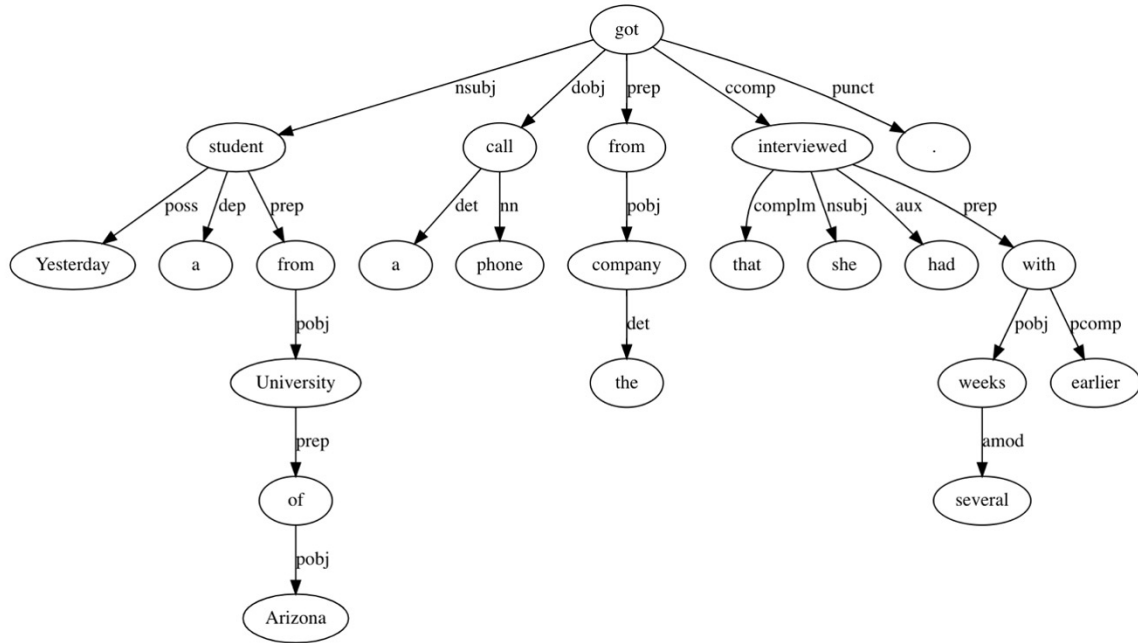 got
nsubj dobj prep ccomp punct
student call from interviewed .
poss dep prep det nn pobj complm nsubj aux prep
Yesterday a from a phone company that she had with
pobj det pobj pcomp
University the weeks earlier
prep amod
of several
pobj
Arizona